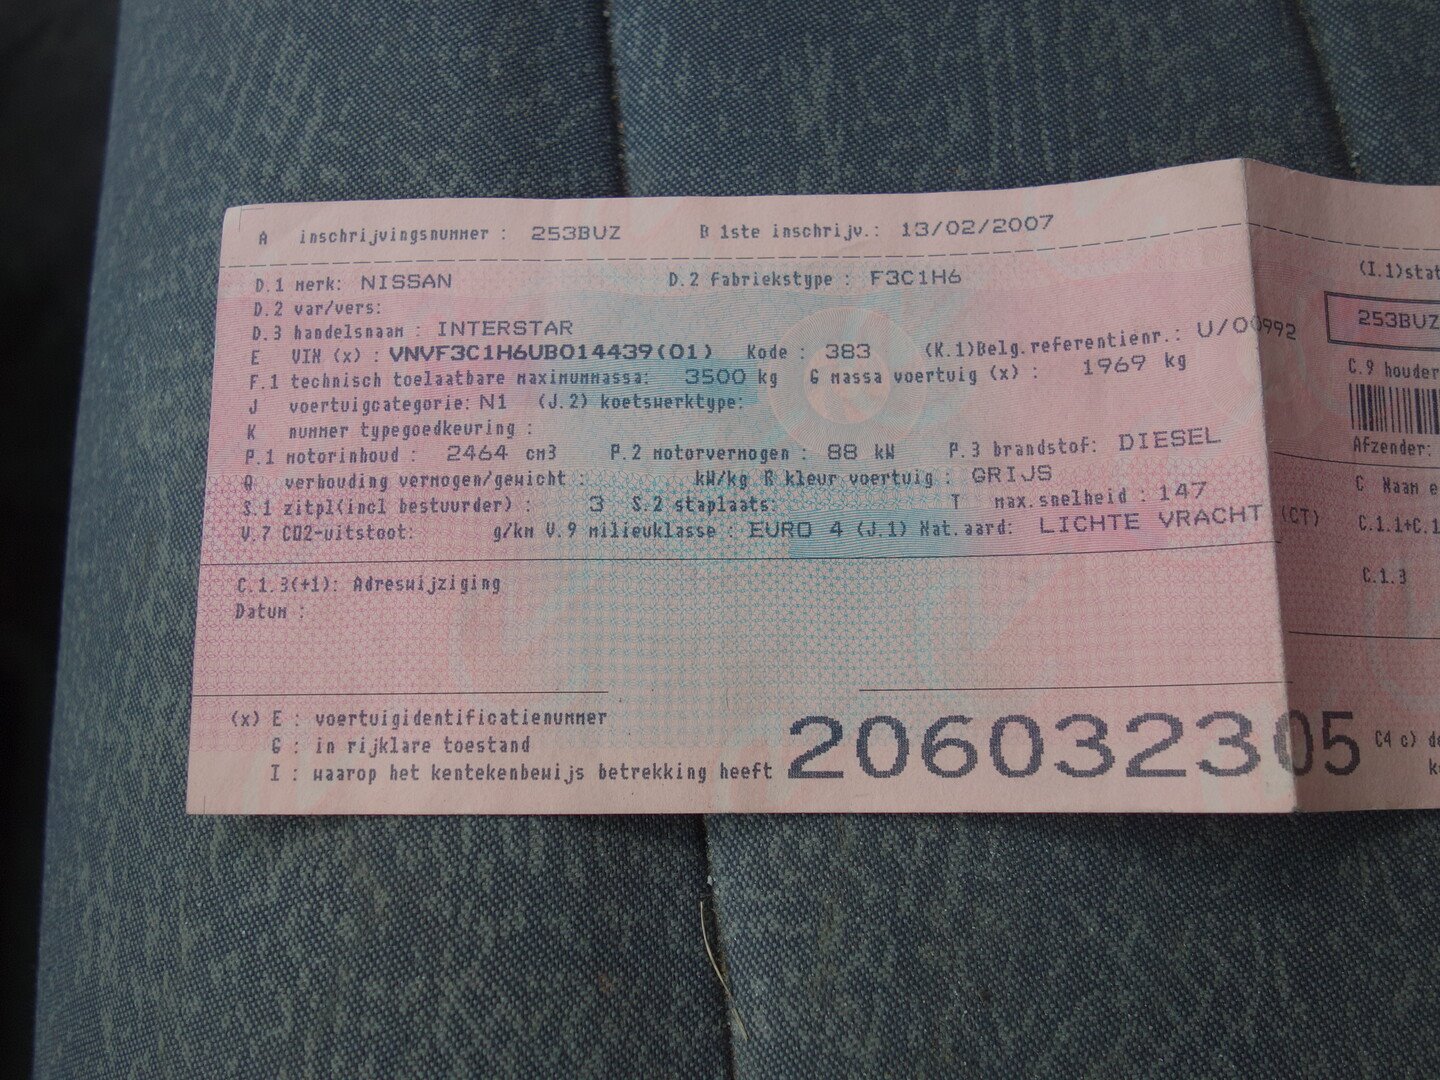 A inschrijvingsnummer : 253BUZ B 1ste inschrijv.: 13/02/2007
D.1 merk: NISSAN D.2 fabriekstype : F3C1H6
D.2 var/vers:
D.3 handelsnaam : INTERSTAR
E VIN (x) : VNVF3C1H6UB014439(01) Kode : 383 (K.1)Belg.referentienr.: U/00992
F.1 technisch toelaatbare maximummassa: 3500 kg G massa voertuig (x) : 1969 kg
J voertuigcategorie: N1 (J.2) koetswerktype:
K nummer typegoedkeuring :
P.1 motorinhoud : 2464 cm3 P.2 motorvermogen : 88 kW P.3 brandstof: DIESEL
Q verhouding vermogen/gewicht : kW/kg R kleur voertuig : GRIJS
S.1 zitpl(incl bestuurder) : 3 S.2 staplaats: T max.snelheid : 147
V.7 CO2-uitstoot: g/km V.9 milieuklasse : EURO 4 (J.1) Nat.aard: LICHTE VRACHT (CT)
C.1.3(+1): Adreswijziging
Datum :
(x) E : voertuigidentificatienummer
G : in rijklare toestand
I : waarop het kentekenbewijs betrekking heeft
206032305
(I.1)stat
253BUZ
C.9 houder
Afzender:
C Naam e
C.1.1+C.1
C.1.3
C4 c) de